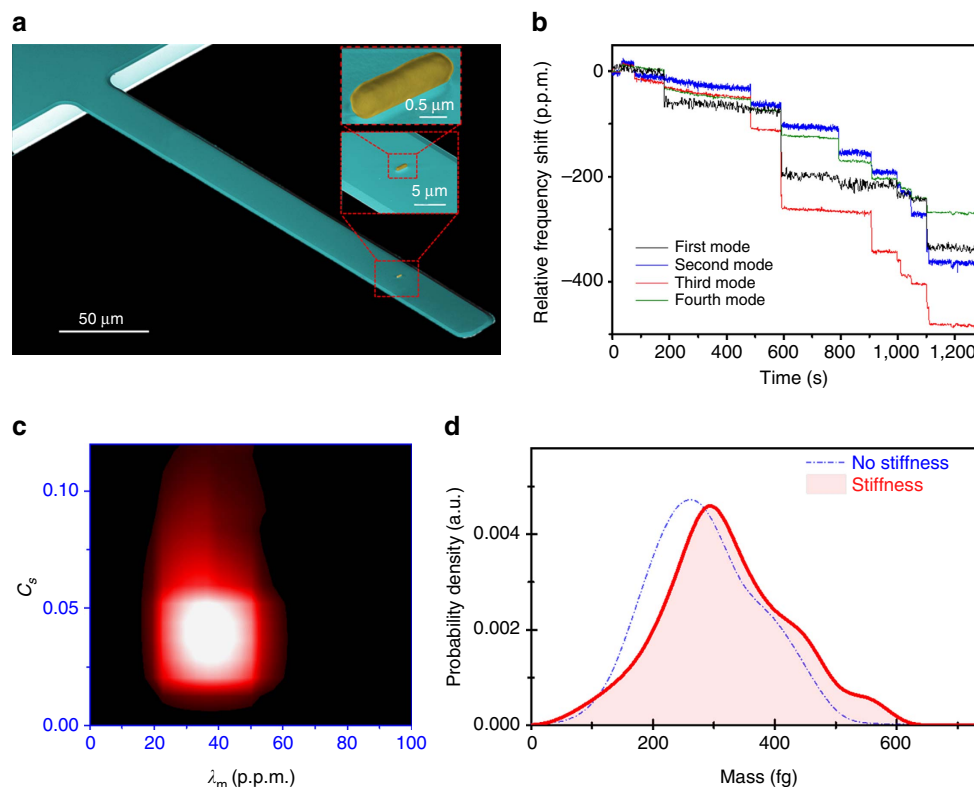 a
0.5 µm
5 µm
50 µm
b
Relative frequency shift (p.p.m.)
0
−200
−400
First mode
Second mode
Third mode
Fourth mode
0 200 400 600 800 1,000 1,200
Time (s)
c
C_s
0.10
0.05
0.00
0 20 40 60 80 100
λ_m (p.p.m.)
d
Probability density (a.u.)
0.004
0.002
0.000
No stiffness
Stiffness
0 200 400 600
Mass (fg)